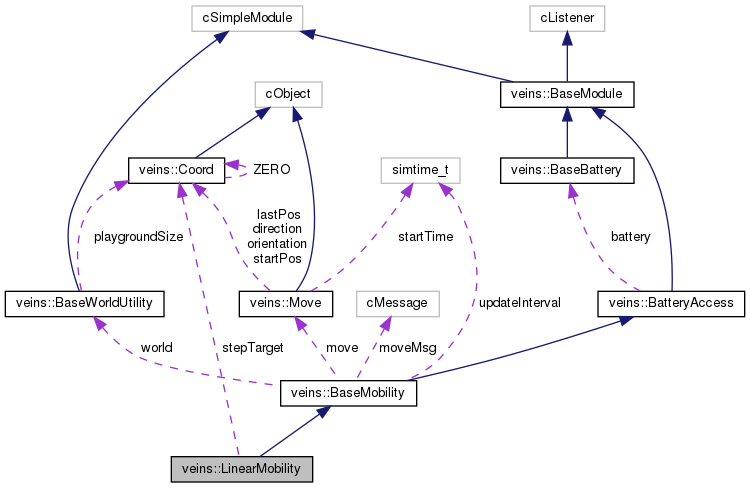 cSimpleModule
cListener
cObject
veins::BaseModule
veins::Coord
ZERO
simtime_t
veins::BaseBattery
lastPos
direction
orientation
startPos
playgroundSize
startTime
battery
veins::BaseWorldUtility
veins::Move
cMessage
updateInterval
veins::BatteryAccess
world
stepTarget
move
moveMsg
veins::BaseMobility
veins::LinearMobility